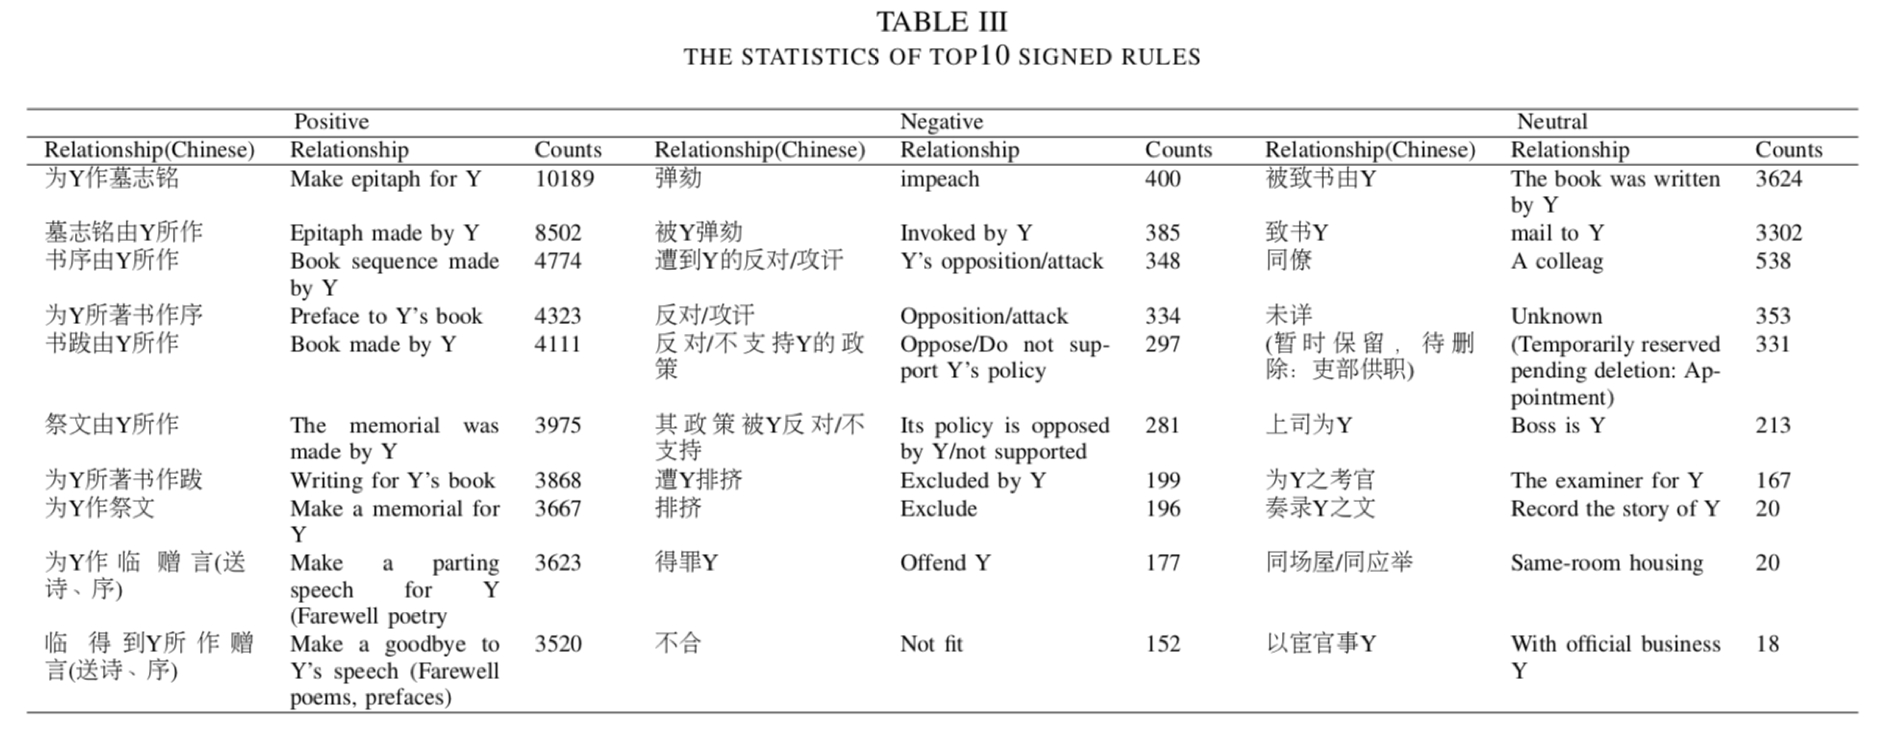 TABLE III
THE STATISTICS OF TOP10 SIGNED RULES
Positive Negative Neutral
Relationship(Chinese) Relationship Counts Relationship(Chinese) Relationship Counts Relationship(Chinese) Relationship Counts
为Y作墓志铭 Make epitaph for Y 10189 弹劾 impeach 400 被致书由Y The book was written 3624
by Y
墓志铭由Y所作 Epitaph made by Y 8502 被Y弹劾 Invoked by Y 385 致书Y mail to Y 3302
书序由Y所作 Book sequence made 4774 遭到Y的反对/攻讦 Y's opposition/attack 348 同僚 A colleag 538
by Y
为Y所著书作序 Preface to Y's book 4323 反对/攻讦 Opposition/attack 334 未详 Unknown 353
书跋由Y所作 Book made by Y 4111 反对/不支持Y的政 Oppose/Do not sup- 297 (暂时保留，待删 (Temporarily reserved 331
策 port Y's policy 除：吏部供职) pending deletion: Ap-
pointment)
祭文由Y所作 The memorial was 3975 其政策被Y反对/不 Its policy is opposed 281 上司为Y Boss is Y 213
made by Y 支持 by Y/not supported
为Y所著书作跋 Writing for Y's book 3868 遭Y排挤 Excluded by Y 199 为Y之考官 The examiner for Y 167
为Y作祭文 Make a memorial for 3667 排挤 Exclude 196 奏录Y之文 Record the story of Y 20
Y
为Y作临 赠言(送 Make a parting 3623 得罪Y Offend Y 177 同场屋/同应举 Same-room housing 20
诗、序) speech for Y
(Farewell poetry
临 得到Y所作赠 Make a goodbye to 3520 不合 Not fit 152 以宦官事Y With official business 18
言(送诗、序) Y's speech (Farewell Y
poems, prefaces)